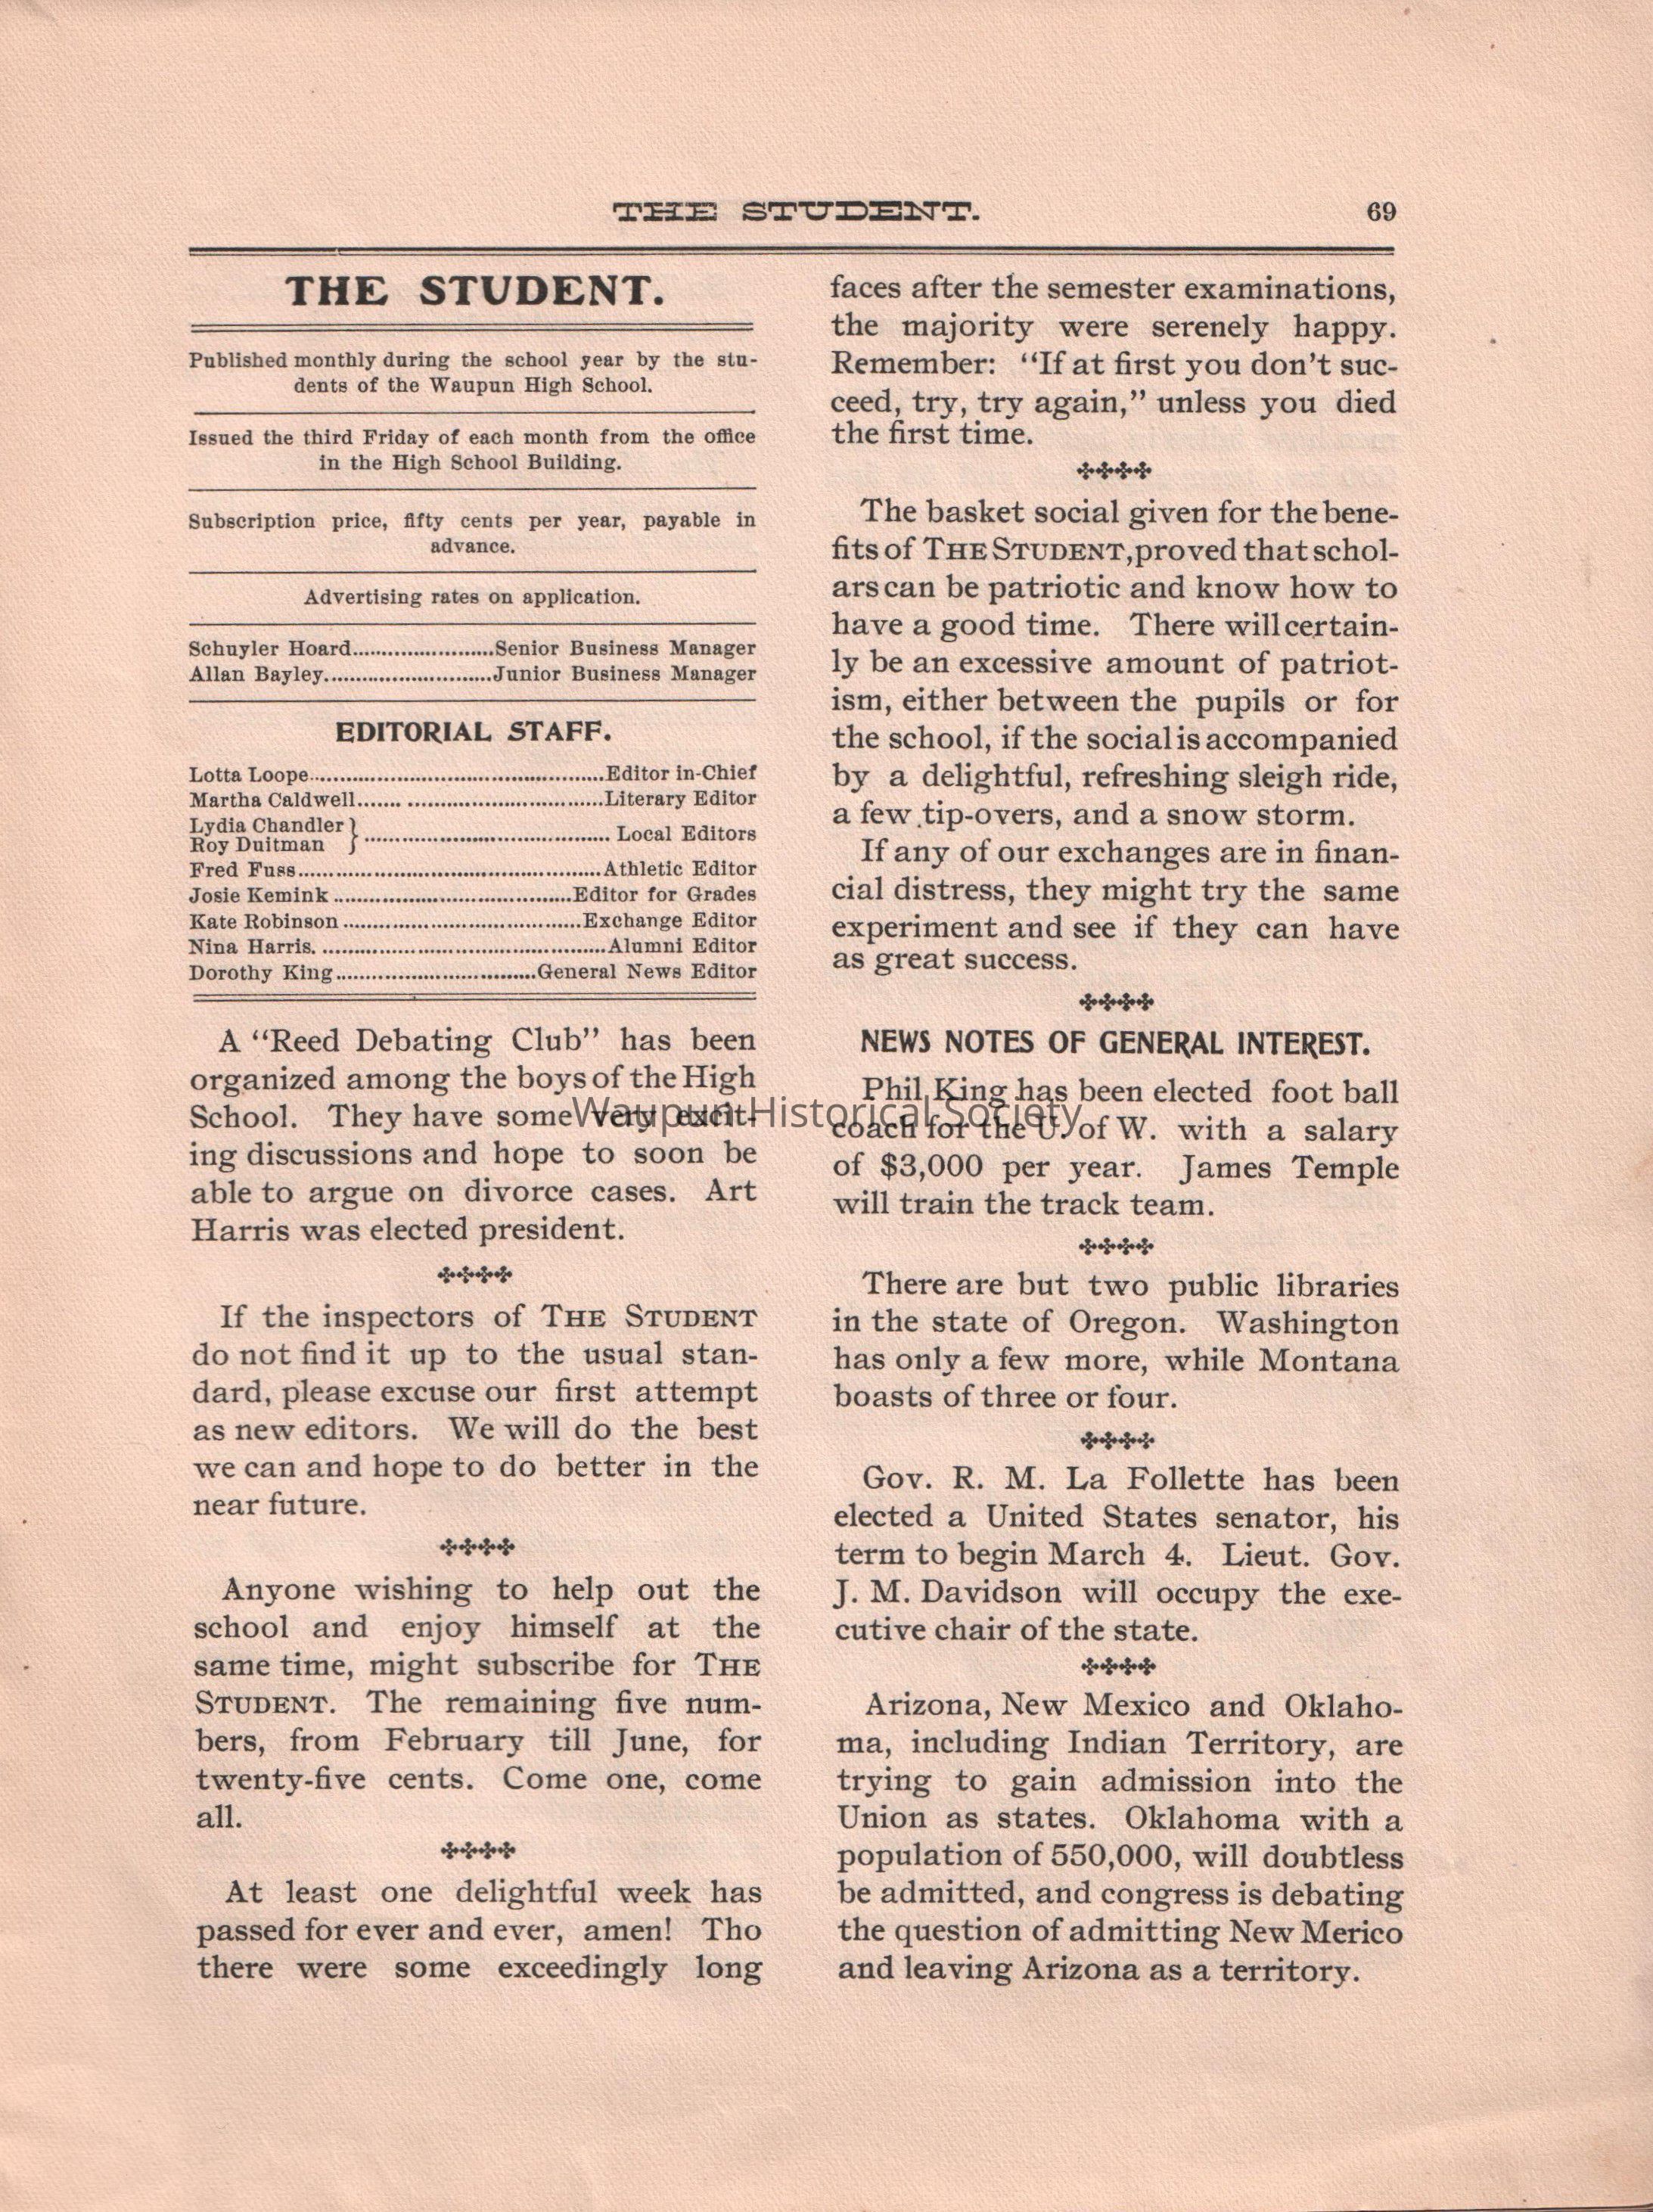 THE STUDENT.
69
THE STUDENT.
Published monthly during the school year by the stu-
dents of the Waupun High School.
Issued the third Friday of each month from the office
in the High School Building.
Subscription price, fifty cents per year, payable in
advance.
Advertising rates on application.
Schuyler Hoard.........................Senior Business Manager
Allan Bayley.............................Junior Business Manager
EDITORIAL STAFF.
Lotta Loope....................................................Editor in-Chief
Martha Caldwell....... ...................................Literary Editor
Lydia Chandler }
Roy Duitman } ............................................ Local Editors
Fred Fuss......................................................Athletic Editor
Josie Kemink ..........................................Editor for Grades
Kate Robinson ..........................................Exchange Editor
Nina Harris. ..................................................Alumni Editor
Dorothy King...................................General News Editor
A "Reed Debating Club" has been
organized among the boys of the High
School. They have some very excit-
ing discussions and hope to soon be
able to argue on divorce cases. Art
Harris was elected president.
If the inspectors of THE STUDENT
do not find it up to the usual stan-
dard, please excuse our first attempt
as new editors. We will do the best
we can and hope to do better in the
near future.
Anyone wishing to help out the
school and enjoy himself at the
same time, might subscribe for THE
STUDENT. The remaining five num-
bers, from February till June, for
twenty-five cents. Come one, come
all.
At least one delightful week has
passed for ever and ever, amen! Tho
there were some exceedingly long
faces after the semester examinations,
the majority were serenely happy.
Remember: "If at first you don't suc-
ceed, try, try again," unless you died
the first time.
The basket social given for the bene-
fits of THE STUDENT, proved that schol-
ars can be patriotic and know how to
have a good time. There will certain-
ly be an excessive amount of patriot-
ism, either between the pupils or for
the school, if the social is accompanied
by a delightful, refreshing sleigh ride,
a few tip-overs, and a snow storm.
If any of our exchanges are in finan-
cial distress, they might try the same
experiment and see if they can have
as great success.
NEWS NOTES OF GENERAL INTEREST.
Phil King has been elected foot ball
coach for the U. of W. with a salary
of $3,000 per year. James Temple
will train the track team.
There are but two public libraries
in the state of Oregon. Washington
has only a few more, while Montana
boasts of three or four.
Gov. R. M. La Follette has been
elected a United States senator, his
term to begin March 4. Lieut. Gov.
J. M. Davidson will occupy the exe-
cutive chair of the state.
Arizona, New Mexico and Oklaho-
ma, including Indian Territory, are
trying to gain admission into the
Union as states. Oklahoma with a
population of 550,000, will doubtless
be admitted, and congress is debating
the question of admitting New Merico
and leaving Arizona as a territory.
Waupun Historical Society